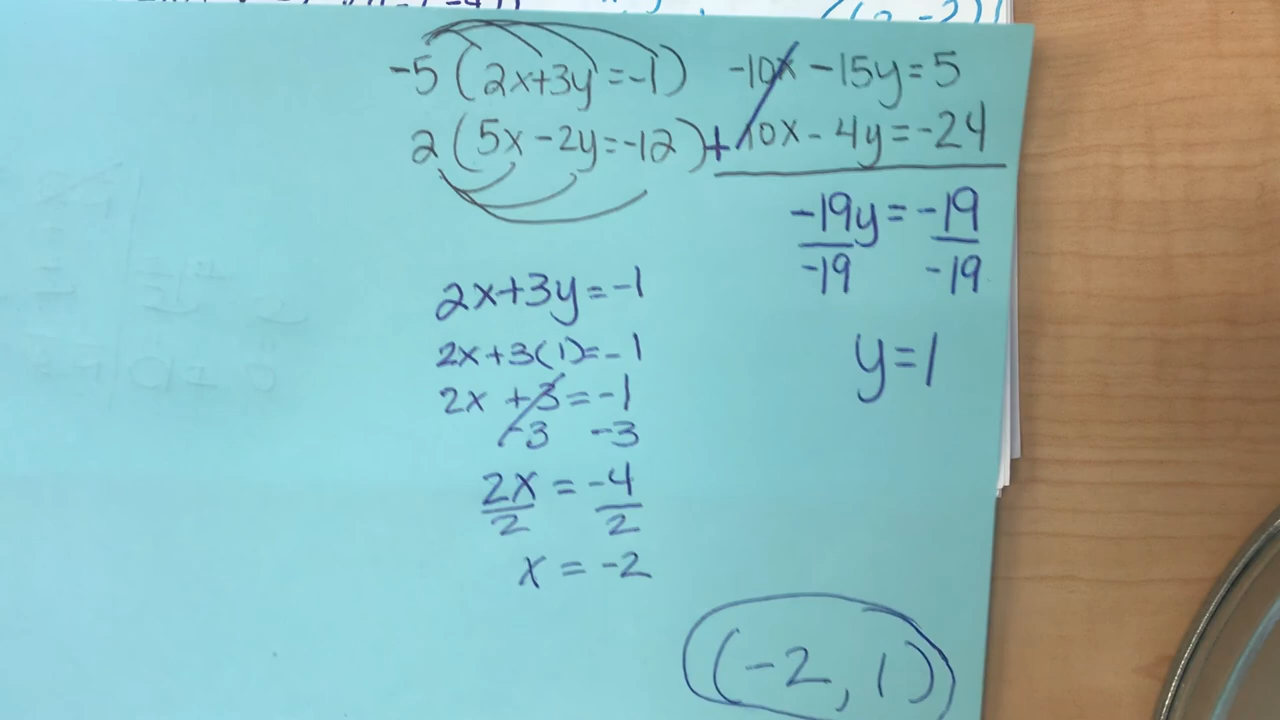 -5(2x+3y=-1) -10x-15y=5
2(5x-2y=-12) + 10x-4y=-24
-19y=-19
-19 -19
y=1
2x+3y=-1
2x+3(1)=-1
2x+3=-1
-3 -3
2x=-4
2 2
x=-2
(-2,1)